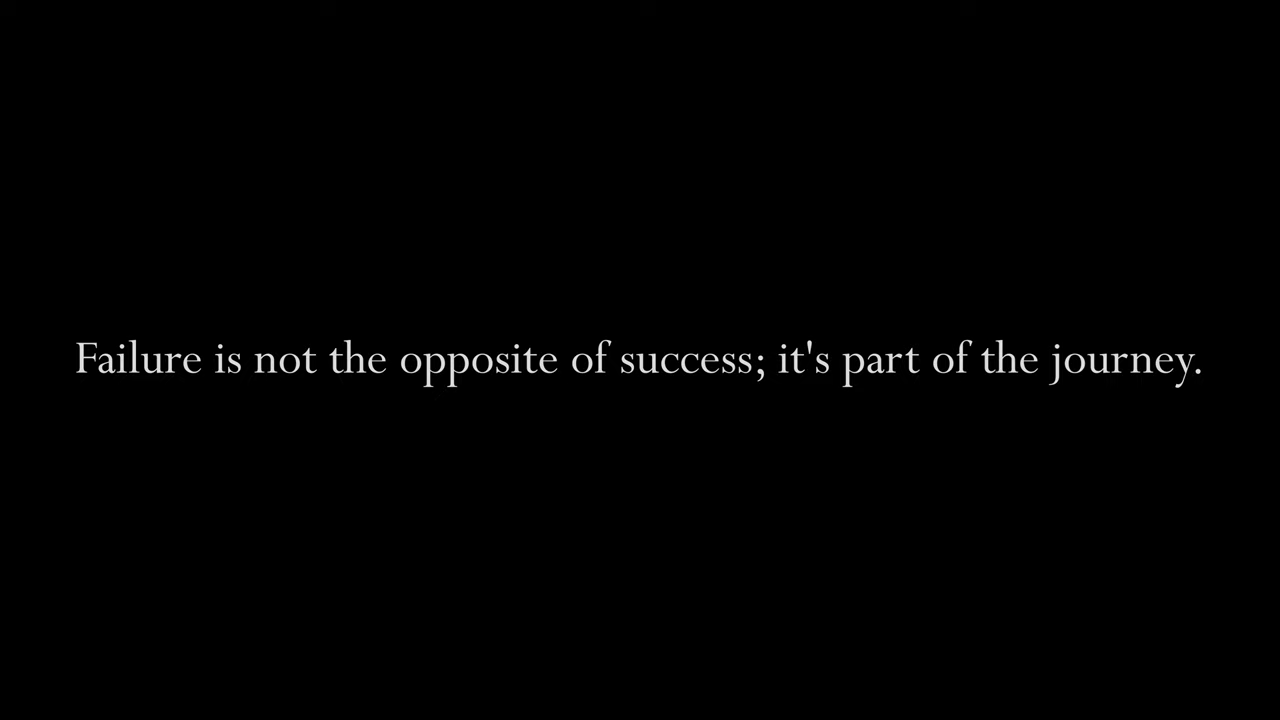 Failure is not the opposite of success; it's part of the journey.